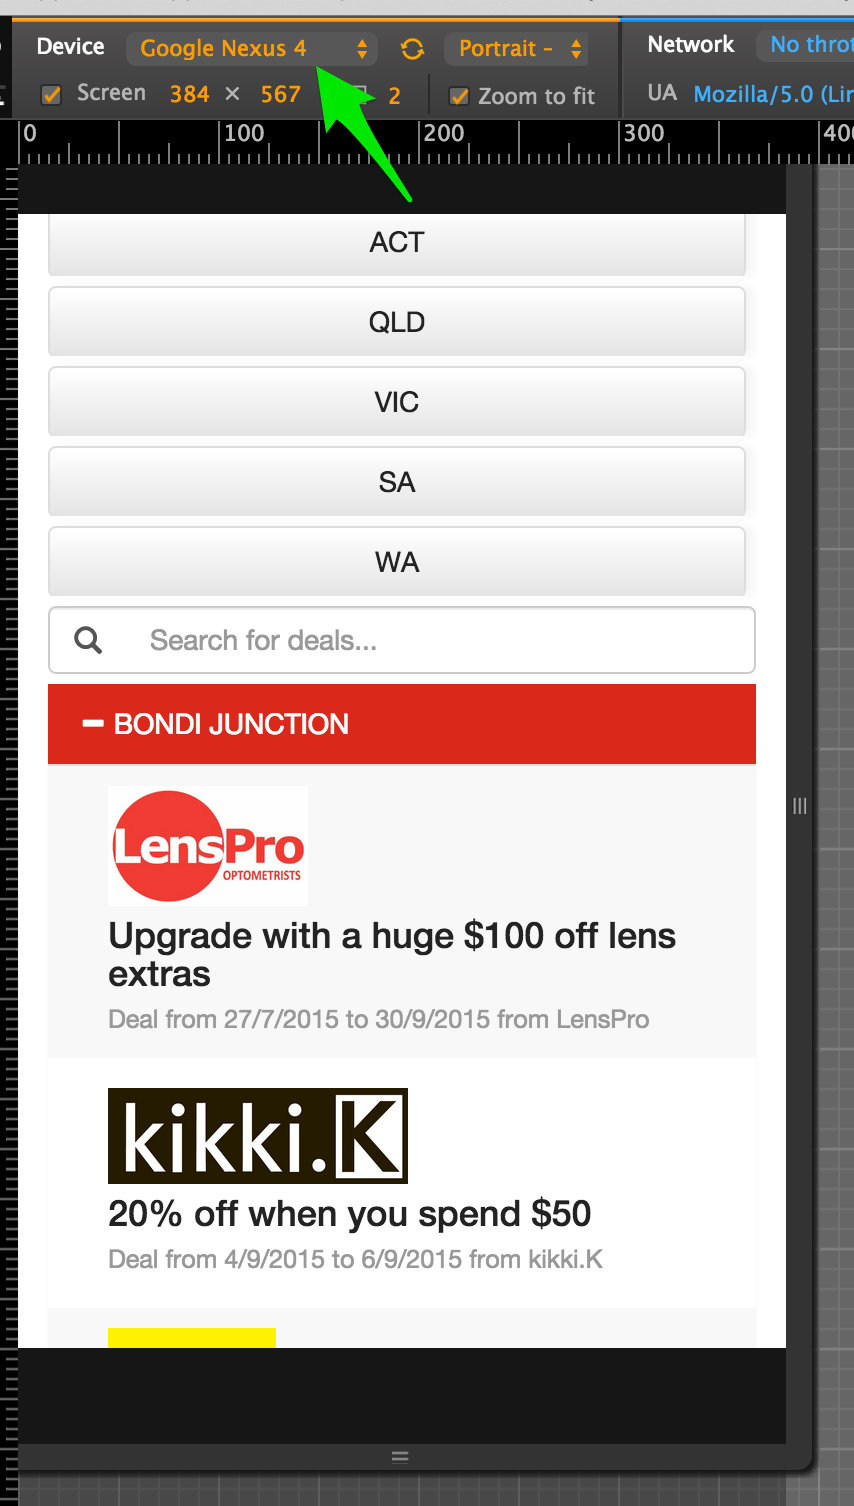 Device Google Nexus 4 Portrait - Network No throt
Screen 384 × 567 2 Zoom to fit UA Mozilla/5.0 (Lin
0 100 200 300 400
ACT
QLD
VIC
SA
WA
Search for deals...
BONDI JUNCTION
LensPro
OPTOMETRISTS
Upgrade with a huge $100 off lens
extras
Deal from 27/7/2015 to 30/9/2015 from LensPro
kikki.K
20% off when you spend $50
Deal from 4/9/2015 to 6/9/2015 from kikki.K